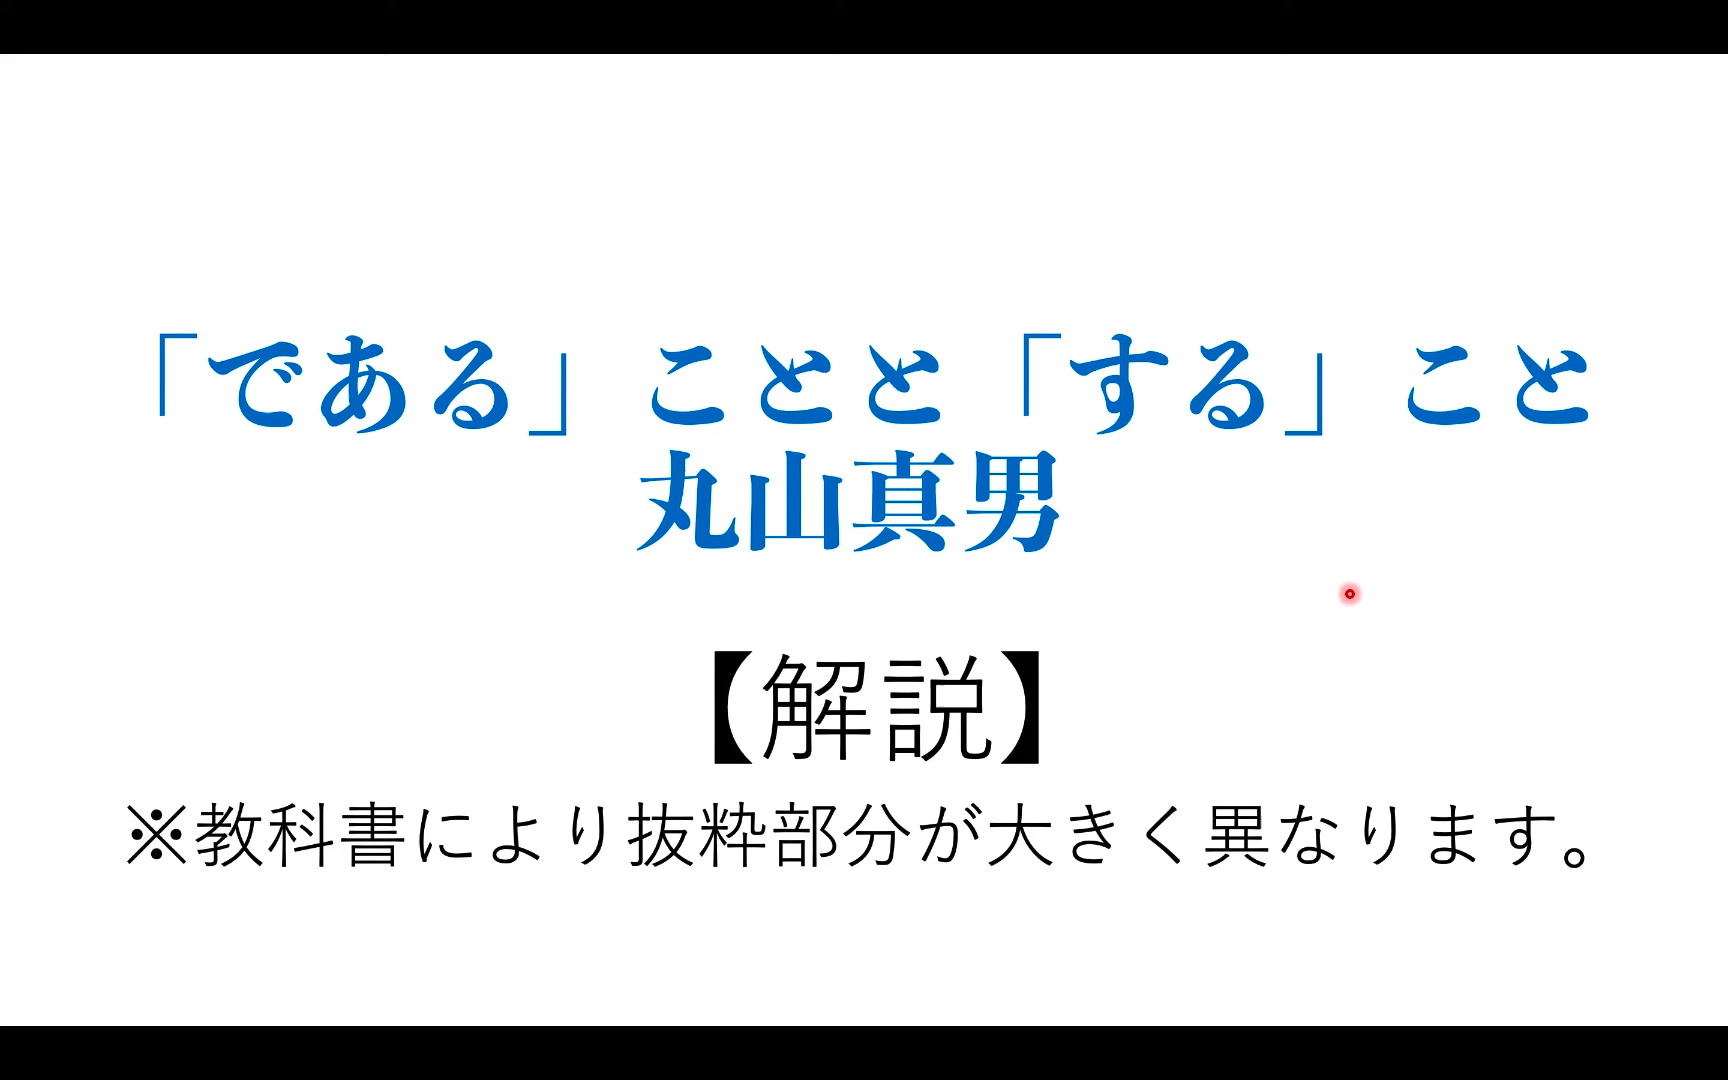 「である」ことと「する」こと
丸山真男
【解説】
※教科書により抜粋部分が大きく異なります。